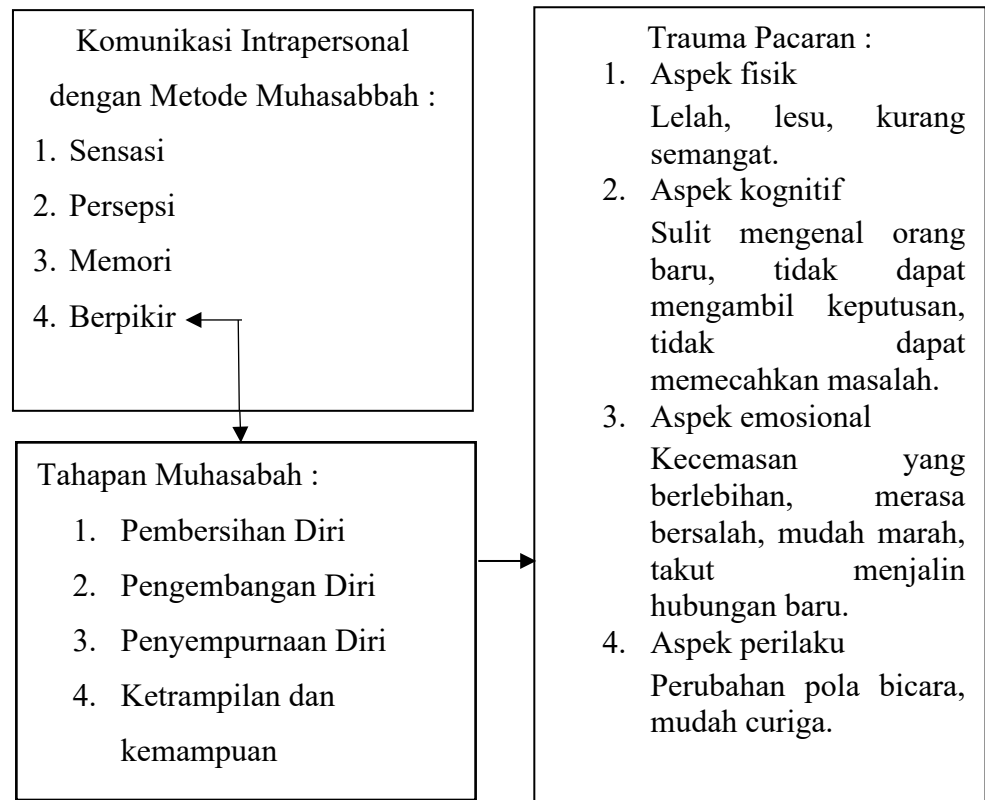 Komunikasi Intrapersonal
dengan Metode Muhasabbah :
1. Sensasi
2. Persepsi
3. Memori
4. Berpikir
Tahapan Muhasabah :
1. Pembersihan Diri
2. Pengembangan Diri
3. Penyempurnaan Diri
4. Ketrampilan dan
kemampuan
Trauma Pacaran :
1. Aspek fisik
Lelah, lesu, kurang
semangat.
2. Aspek kognitif
Sulit mengenal orang
baru, tidak dapat
mengambil keputusan,
tidak dapat
memecahkan masalah.
3. Aspek emosional
Kecemasan yang
berlebihan, merasa
bersalah, mudah marah,
takut menjalin
hubungan baru.
4. Aspek perilaku
Perubahan pola bicara,
mudah curiga.